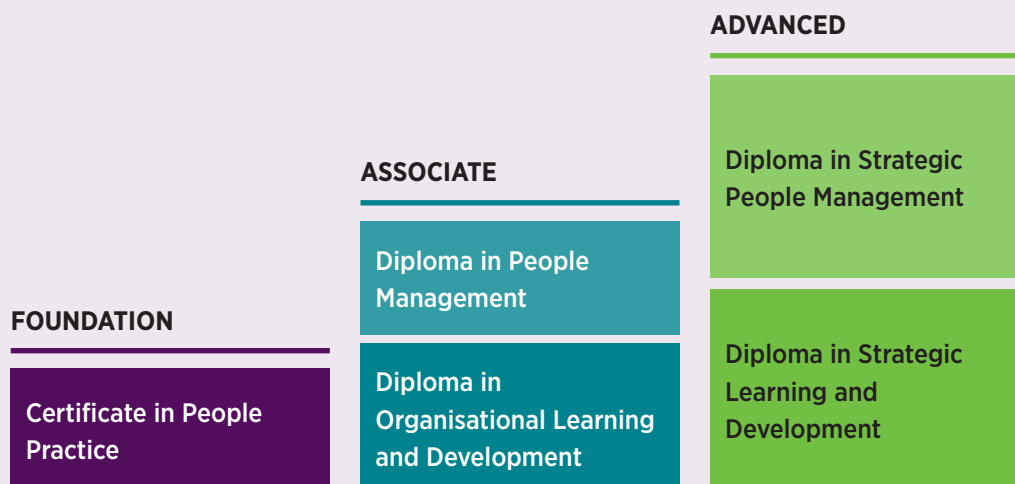 FOUNDATION
Certificate in People
Practice
ASSOCIATE
Diploma in People
Management
Diploma in
Organisational Learning
and Development
ADVANCED
Diploma in Strategic
People Management
Diploma in Strategic
Learning and
Development